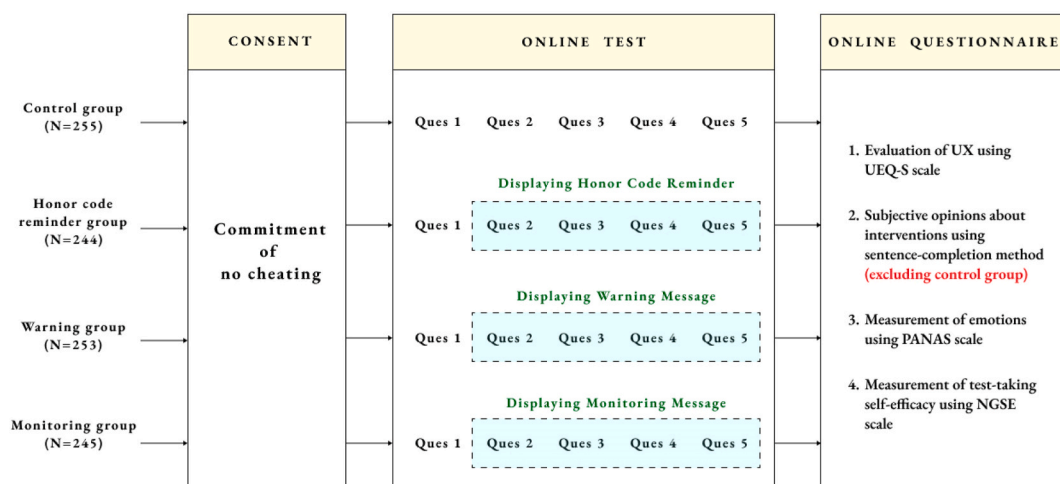 CONSENT
ONLINE TEST
ONLINE QUESTIONNAIRE
Control group
(N=255)
Ques 1 Ques 2 Ques 3 Ques 4 Ques 5
Honor code
reminder group
(N=244)
Displaying Honor Code Reminder
Ques 1 Ques 2 Ques 3 Ques 4 Ques 5
Warning group
(N=253)
Displaying Warning Message
Ques 1 Ques 2 Ques 3 Ques 4 Ques 5
Monitoring group
(N=245)
Displaying Monitoring Message
Ques 1 Ques 2 Ques 3 Ques 4 Ques 5
Commitment
of
no cheating
1. Evaluation of UX using
UEQ-S scale
2. Subjective opinions about
interventions using
sentence-completion method
(excluding control group)
3. Measurement of emotions
using PANAS scale
4. Measurement of test-taking
self-efficacy using NGSE
scale